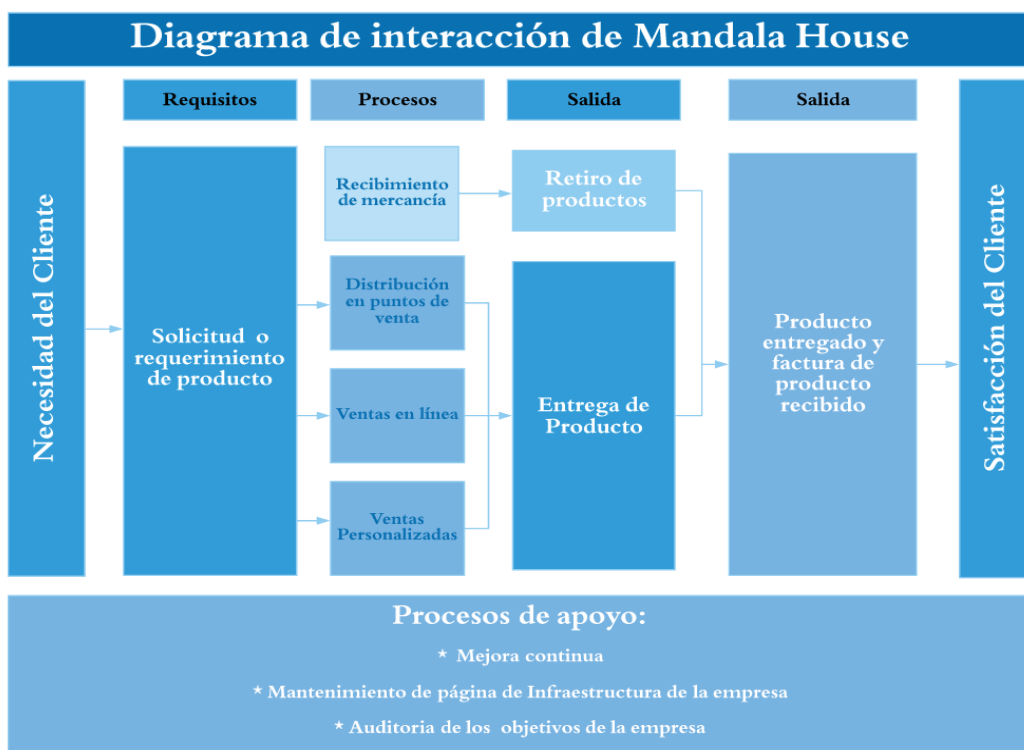 Diagrama de interacción de Mandala House
Necesidad del Cliente
Requisitos
Procesos
Salida
Salida
Solicitud o
requerimiento
de producto
Recibimiento
de mercancía
Distribución
en puntos de
venta
Ventas en línea
Ventas
Personalizadas
Retiro de
productos
Entrega de
Producto
Producto
entregado y
factura de
producto
recibido
Satisfacción del Cliente
Procesos de apoyo:
* Mejora continua
* Mantenimiento de página de Infraestructura de la empresa
* Auditoria de los objetivos de la empresa